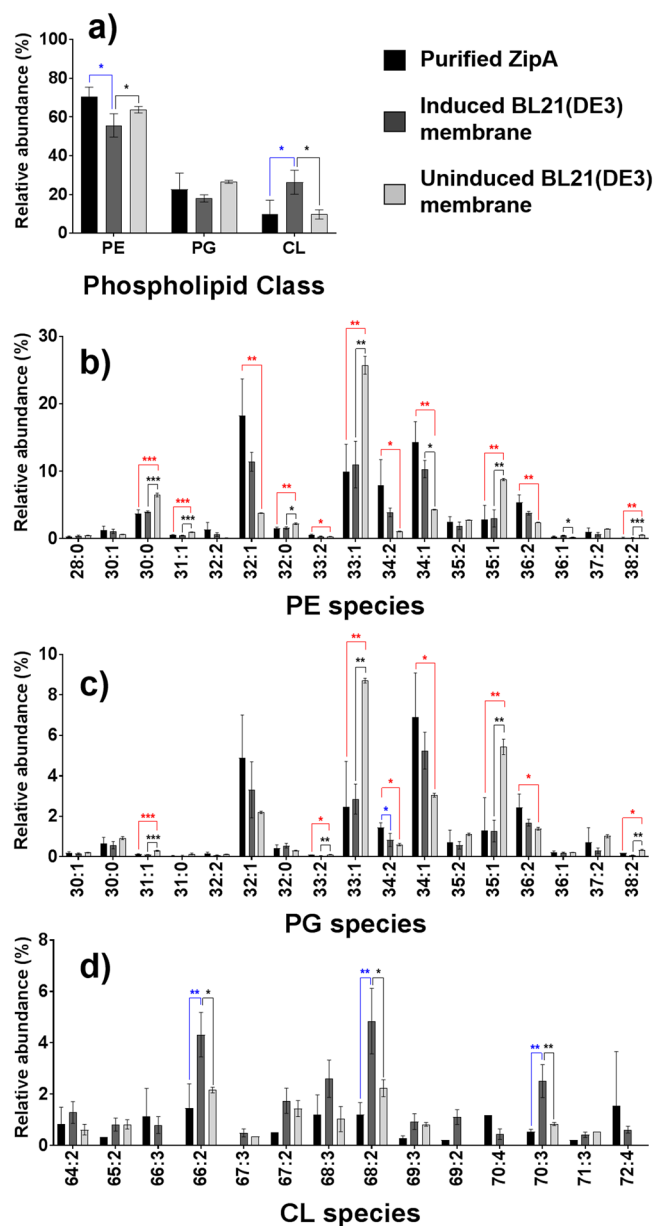 a)
Relative abundance (%)
100
80
60
40
20
0
* * * *
PE PG CL
Phospholipid Class
Purified ZipA
Induced BL21(DE3)
membrane
Uninduced BL21(DE3)
membrane
b)
Relative abundance (%)
30
20
10
0
*** *** *** *** ** ** * * ** ** * ** * ** ** ** * ** ***
28:0 30:1 30:0 31:1 32:2 32:1 32:0 33:2 33:1 34:2 34:1 35:2 35:1 36:2 36:1 37:2 38:2
PE species
c)
Relative abundance (%)
10
8
6
4
2
0
*** *** * ** ** ** * * * ** ** * * **
30:1 30:0 31:1 31:0 32:2 32:1 32:0 33:2 33:1 34:2 34:1 35:2 35:1 36:2 36:1 37:2 38:2
PG species
d)
Relative abundance (%)
8
6
4
2
0
** * ** * ** **
64:2 65:2 66:3 66:2 67:3 67:2 68:3 68:2 69:3 69:2 70:4 70:3 71:3 72:4
CL species